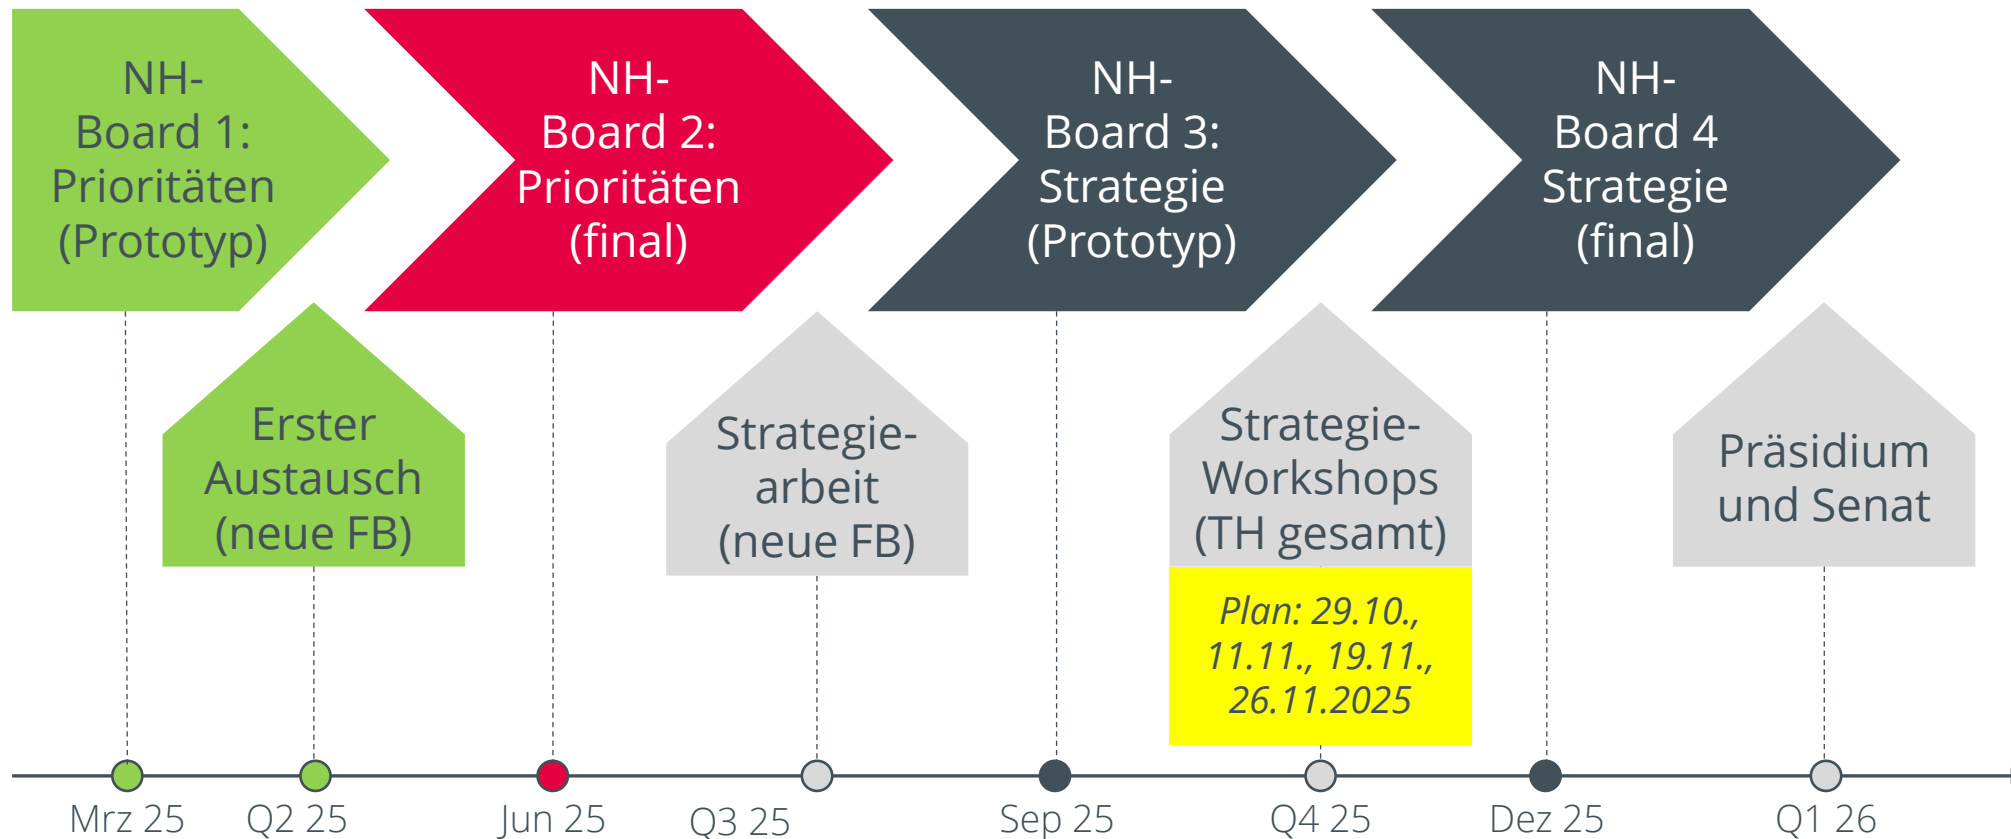 NH-
Board 1:
Prioritäten
(Prototyp)
NH-
Board 2:
Prioritäten
(final)
NH-
Board 3:
Strategie
(Prototyp)
NH-
Board 4
Strategie
(final)
Erster
Austausch
(neue FB)
Strategie-
arbeit
(neue FB)
Strategie-
Workshops
(TH gesamt)
Plan: 29.10.,
11.11., 19.11.,
26.11.2025
Präsidium
und Senat
Mrz 25
Q2 25
Jun 25
Q3 25
Sep 25
Q4 25
Dez 25
Q1 26